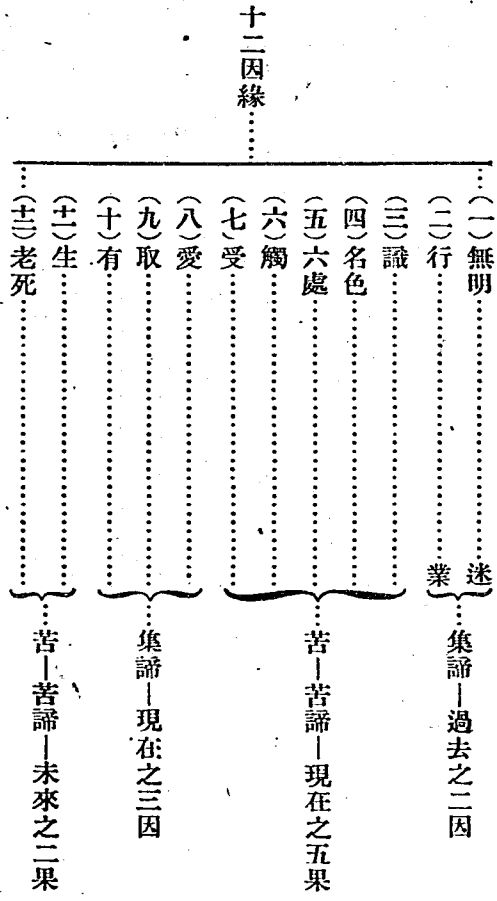 十二因緣
(一)無明……迷
(二)行……業
集諦—過去之二因
(三)識
(四)名色
(五)六處
(六)觸
(七)受
苦—苦諦—現在之五果
(八)愛
(九)取
(十)有
集諦—現在之三因
(十一)生
(十二)老死
苦—苦諦—未來之二果